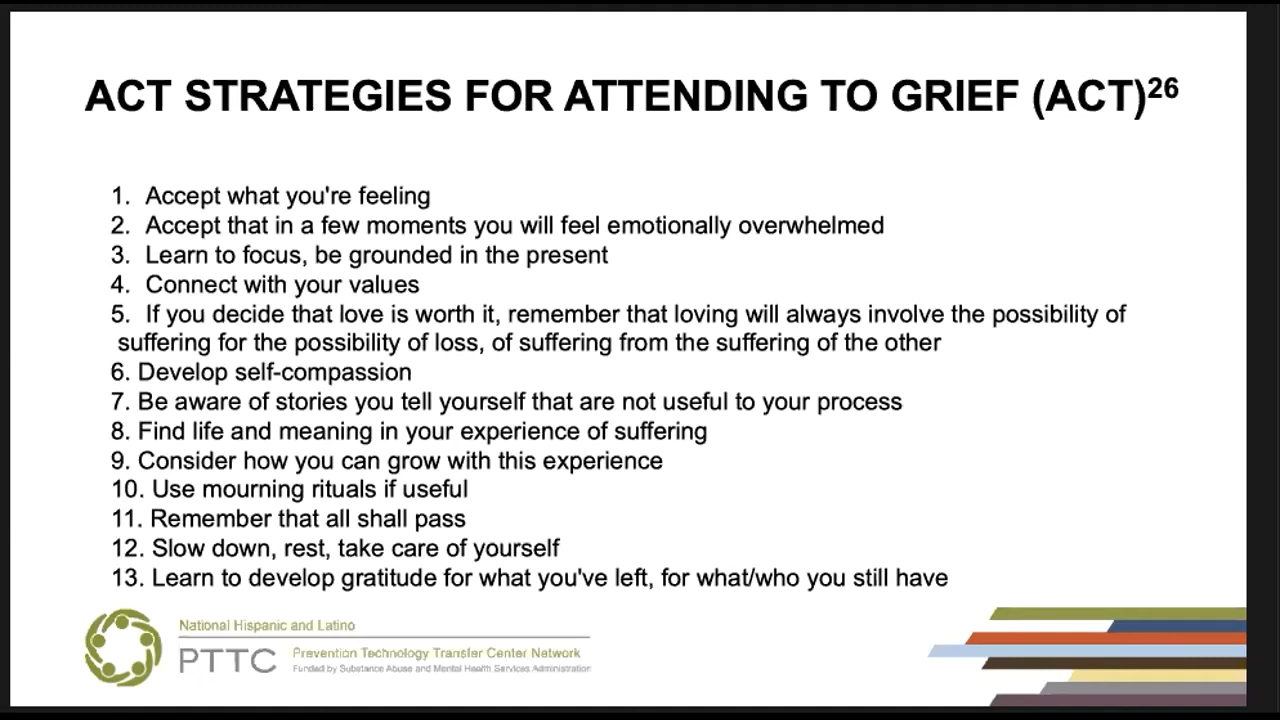 ACT STRATEGIES FOR ATTENDING TO GRIEF (ACT)26
1. Accept what you're feeling
2. Accept that in a few moments you will feel emotionally overwhelmed
3. Learn to focus, be grounded in the present
4. Connect with your values
5. If you decide that love is worth it, remember that loving will always involve the possibility of
suffering for the possibility of loss, of suffering from the suffering of the other
6. Develop self-compassion
7. Be aware of stories you tell yourself that are not useful to your process
8. Find life and meaning in your experience of suffering
9. Consider how you can grow with this experience
10. Use mourning rituals if useful
11. Remember that all shall pass
12. Slow down, rest, take care of yourself
13. Learn to develop gratitude for what you've left, for what/who you still have
National Hispanic and Latino
PTTC Prevention Technology Transfer Center Network
Funded by Substance Abuse and Mental Health Services Administration